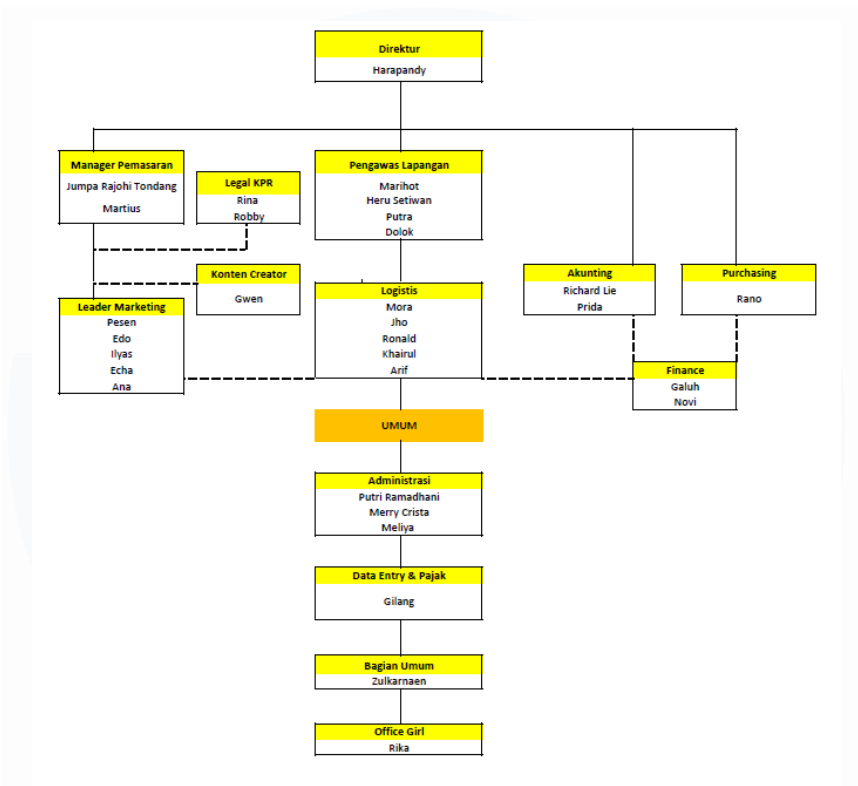 Direktur
Harapandy
Manager Pemasaran
Jumpa Rajohi Tondang
Martius
Legal KPR
Rina
Robby
Pengawas Lapangan
Marihot
Heru Setiwan
Putra
Dolok
Konten Creator
Gwen
Leader Marketing
Pesen
Edo
Ilyas
Echa
Ana
Logistis
Mora
Jho
Ronald
Khairul
Arif
Akunting
Richard Lie
Prida
Purchasing
Rano
Finance
Galuh
Novi
UMUM
Administrasi
Putri Ramadhani
Merry Crista
Meliya
Data Entry & Pajak
Gilang
Bagian Umum
Zulkarnaen
Office Girl
Rika